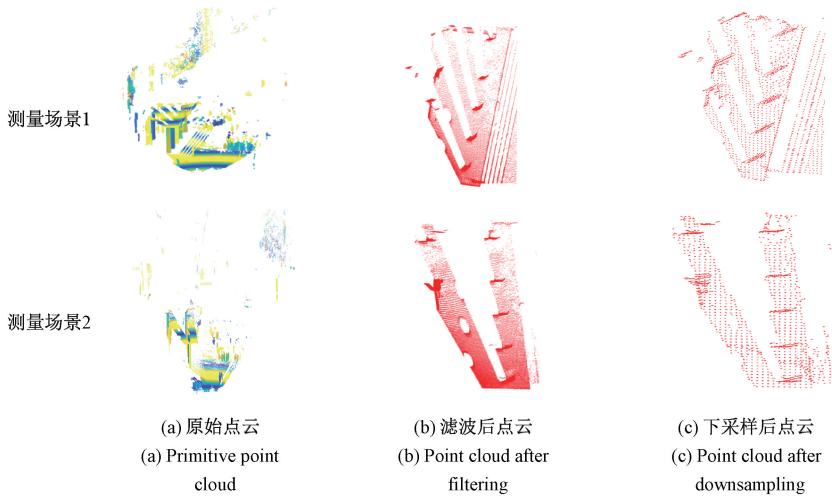 测量场景1
测量场景2
(a) 原始点云
(b) 滤波后点云
(c) 下采样后点云
(a) Primitive point
cloud
(b) Point cloud after
filtering
(c) Point cloud after
downsampling